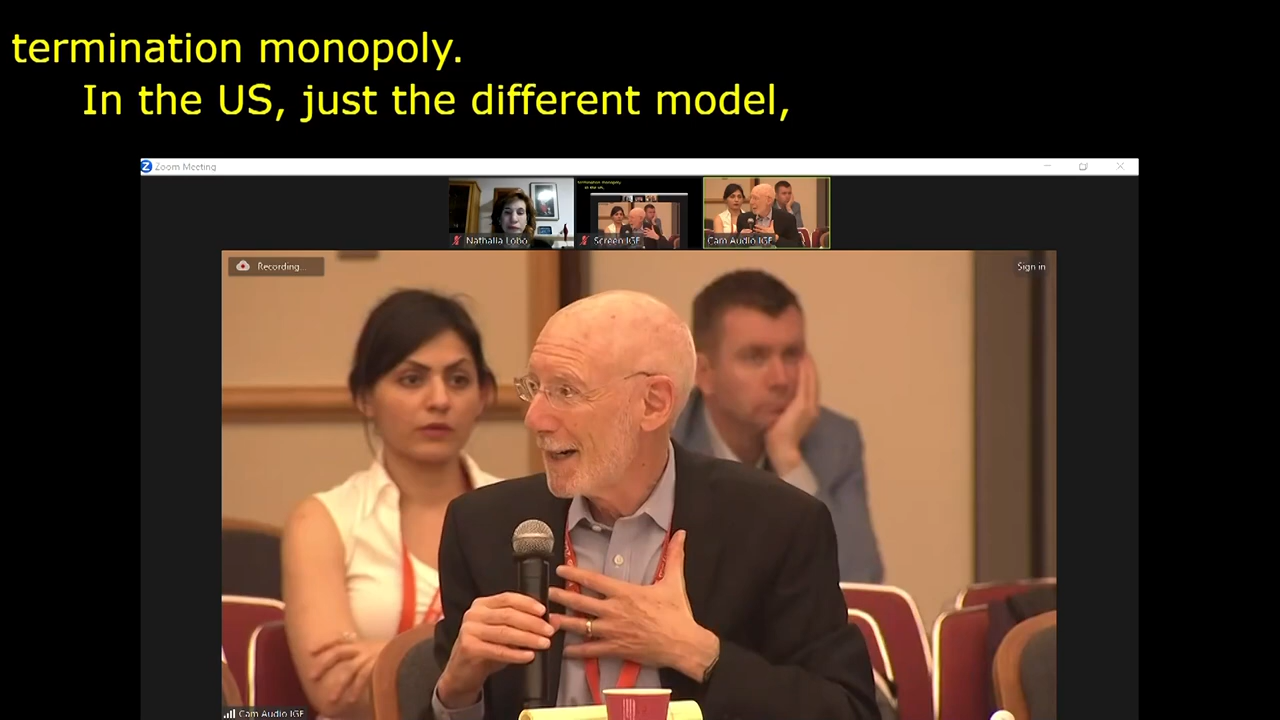 termination monopoly.
In the US, just the different model,
Zoom Meeting
Nathalia Lobo
Screen IGF
Cam Audio IGF
Recording...
Sign in
Cam Audio IGF